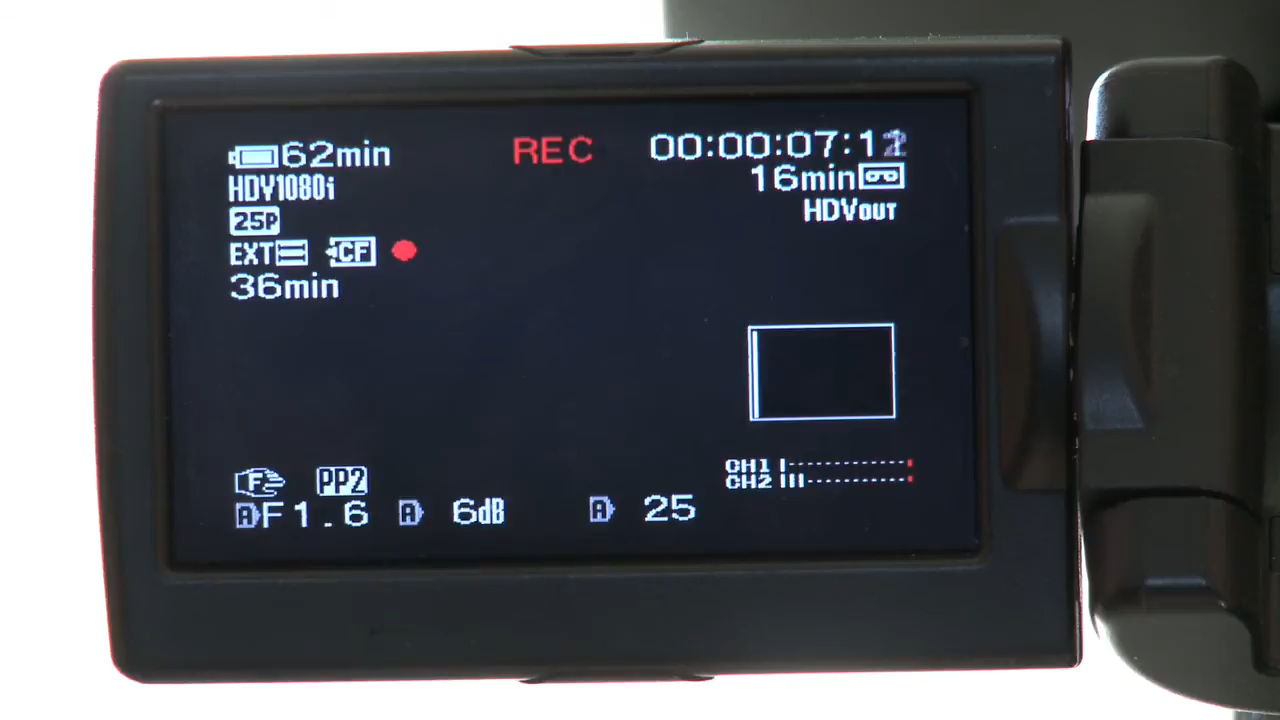 62min REC 00:00:07:12
HDV1080i 16min
25P HDVOUT
EXT CF
36min
CH1
F PP2 CH2
A F1.6 A 6dB A 25